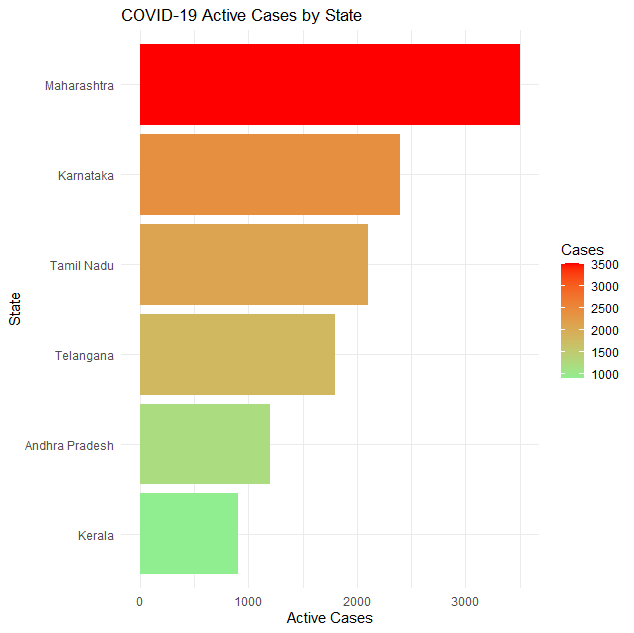 COVID-19 Active Cases by State
State
Maharashtra
Karnataka
Tamil Nadu
Telangana
Andhra Pradesh
Kerala
0 1000 2000 3000
Active Cases
Cases
3500
3000
2500
2000
1500
1000